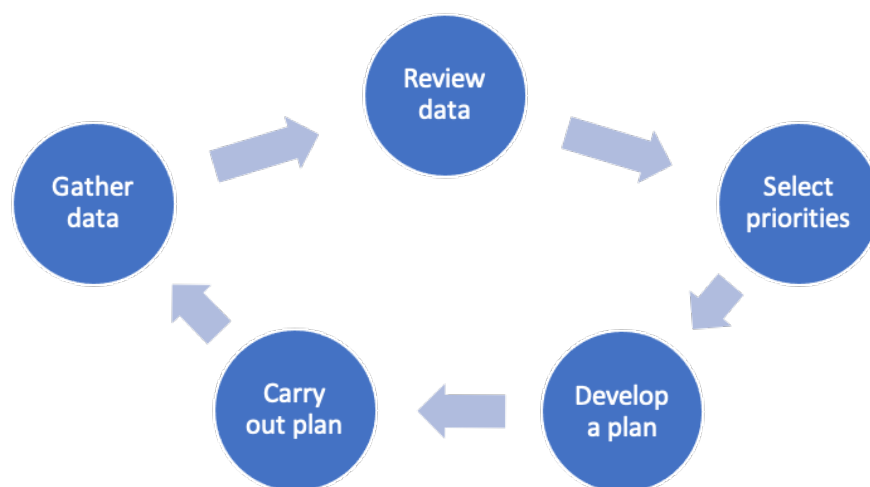 Review
data
Select
priorities
Develop
a plan
Carry
out plan
Gather
data